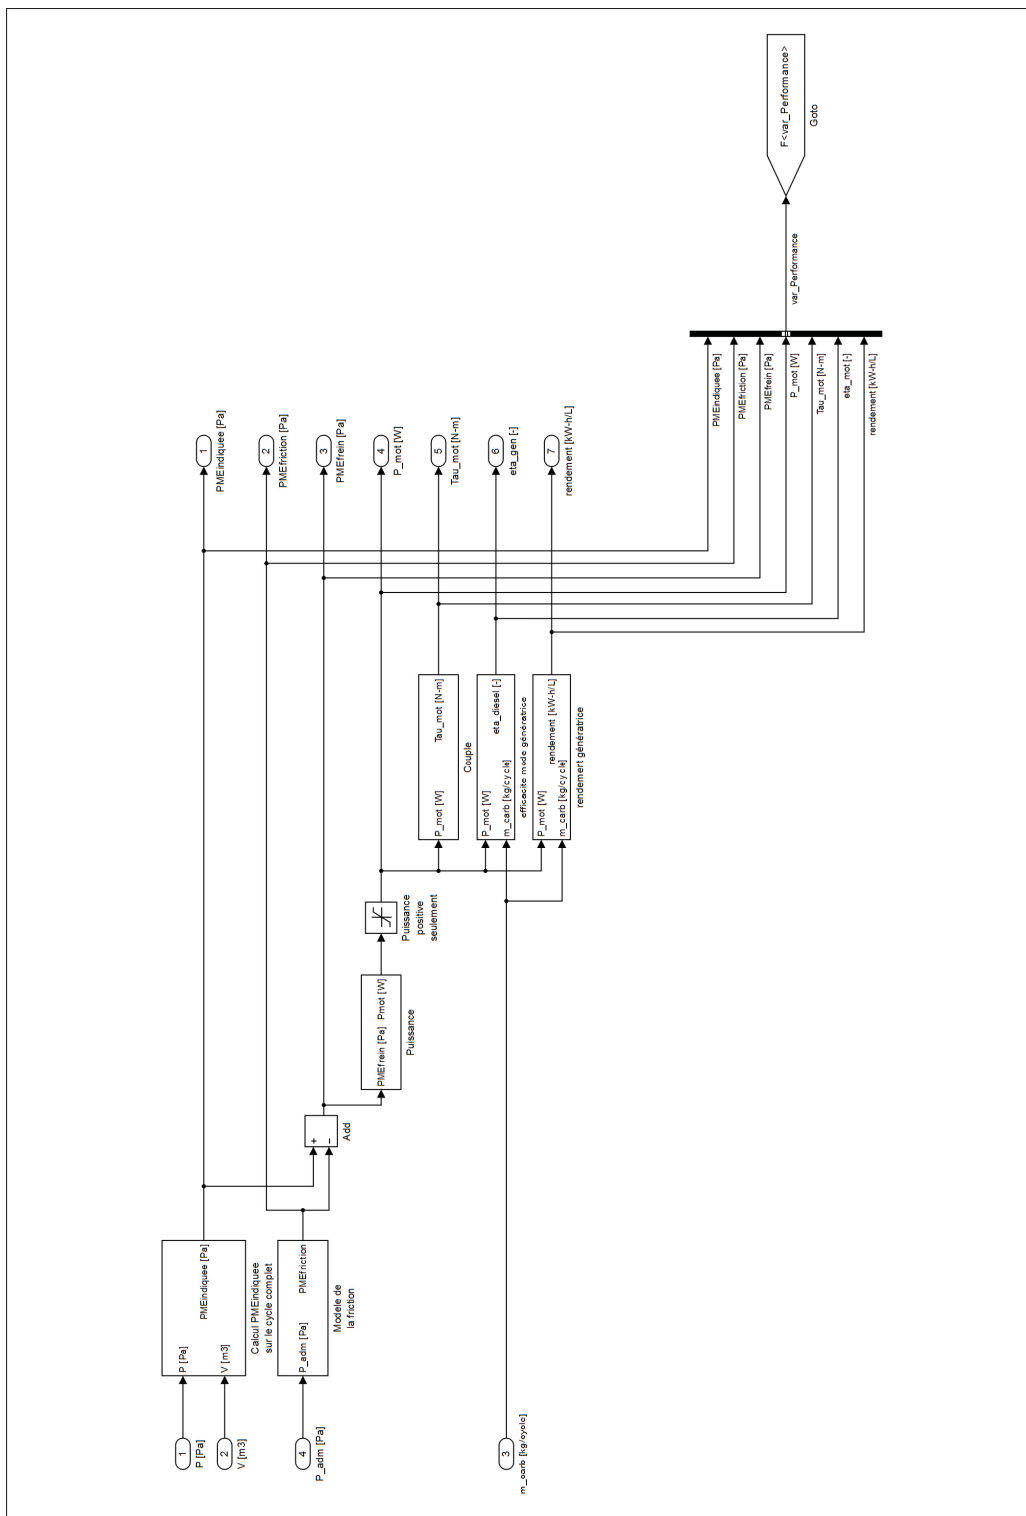 1
P [Pa]
2
V [m3]
4
P_adm [Pa]
3
m_carb [kg/cycle]
P [Pa]
V [m3]
PMEindiquee [Pa]
Calcul PMEindiquee
sur le cycle complet
P_adm [Pa]
PMEfriction
Modele de
la friction
+
−
Add
PMEfrein [Pa]
Pmot [W]
Puissance
Puissance
positive
seulement
P_mot [W]
Tau_mot [N-m]
Couple
P_mot [W]
m_carb [kg/cycle]
eta_diesel [-]
efficacite mode génératrice
P_mot [W]
m_carb [kg/cycle]
rendement [kW-h/L]
rendement génératrice
1
PMEindiquee [Pa]
2
PMEfriction [Pa]
3
PMEfrein [Pa]
4
P_mot [W]
5
Tau_mot [N-m]
6
eta_gen [-]
7
rendement [kW-h/L]
PMEindiquee [Pa]
PMEfriction [Pa]
PMEfrein [Pa]
P_mot [W]
Tau_mot [N-m]
eta_mot [-]
rendement [kW-h/L]
var_Performance
F<var_Performance>
Goto